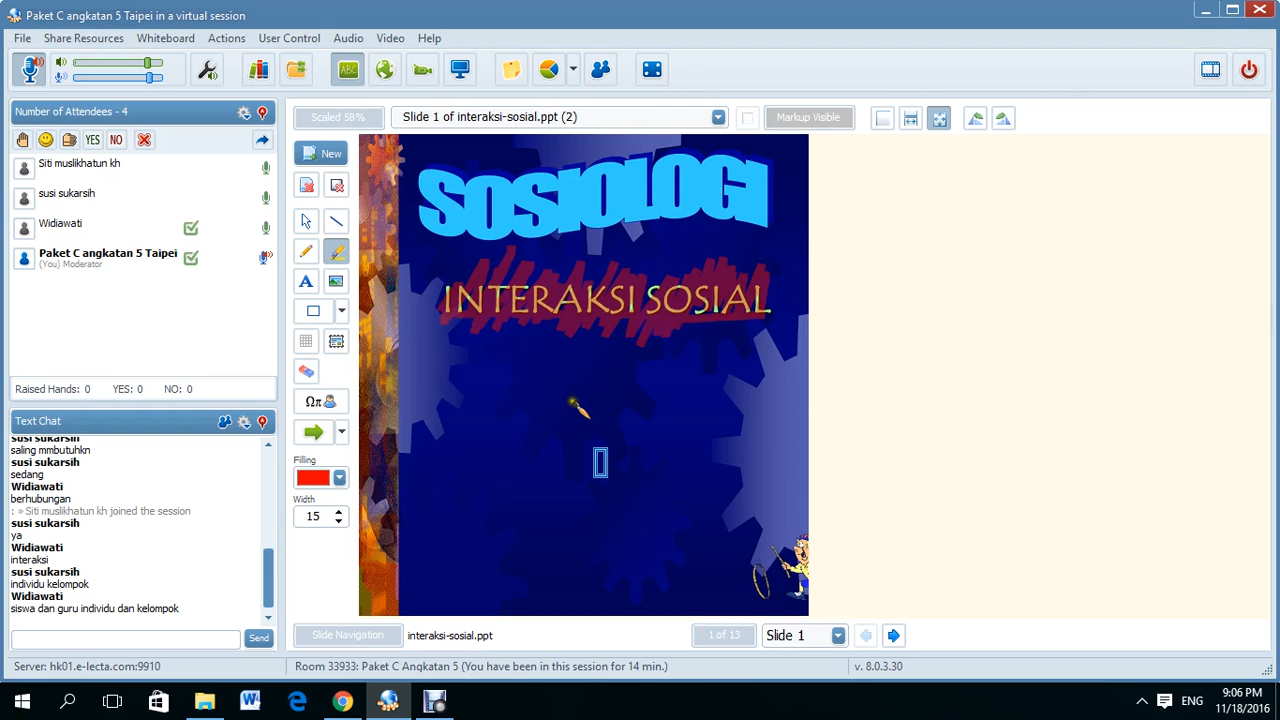 Paket C angkatan 5 Taipei in a virtual session
File Share Resources Whiteboard Actions User Control Audio Video Help
ABC
Number of Attendees - 4
YES NO
Siti muslikhatun kh
susi sukarsih
Widiawati
Paket C angkatan 5 Taipei
(You) Moderator
Raised Hands: 0 YES: 0 NO: 0
Text Chat
susi sukarsih
saling mmbutuhkn
susi sukarsih
sedang
Widiawati
berhubungan
: » Siti muslikhatun kh joined the session
susi sukarsih
ya
Widiawati
interaksi
susi sukarsih
individu kelompok
Widiawati
siswa dan guru individu dan kelompok
Send
Scaled 58% Slide 1 of interaksi-sosial.ppt (2) Markup Visible
New
A
Ωπ
Filling
Width
15
SOSIOLOGI
INTERAKSI SOSIAL
Slide Navigation interaksi-sosial.ppt 1 of 13 Slide 1
Server: hk01.e-lecta.com:9910 Room 33933: Paket C Angkatan 5 (You have been in this session for 14 min.) v. 8.0.3.30
ENG
9:06 PM
11/18/2016